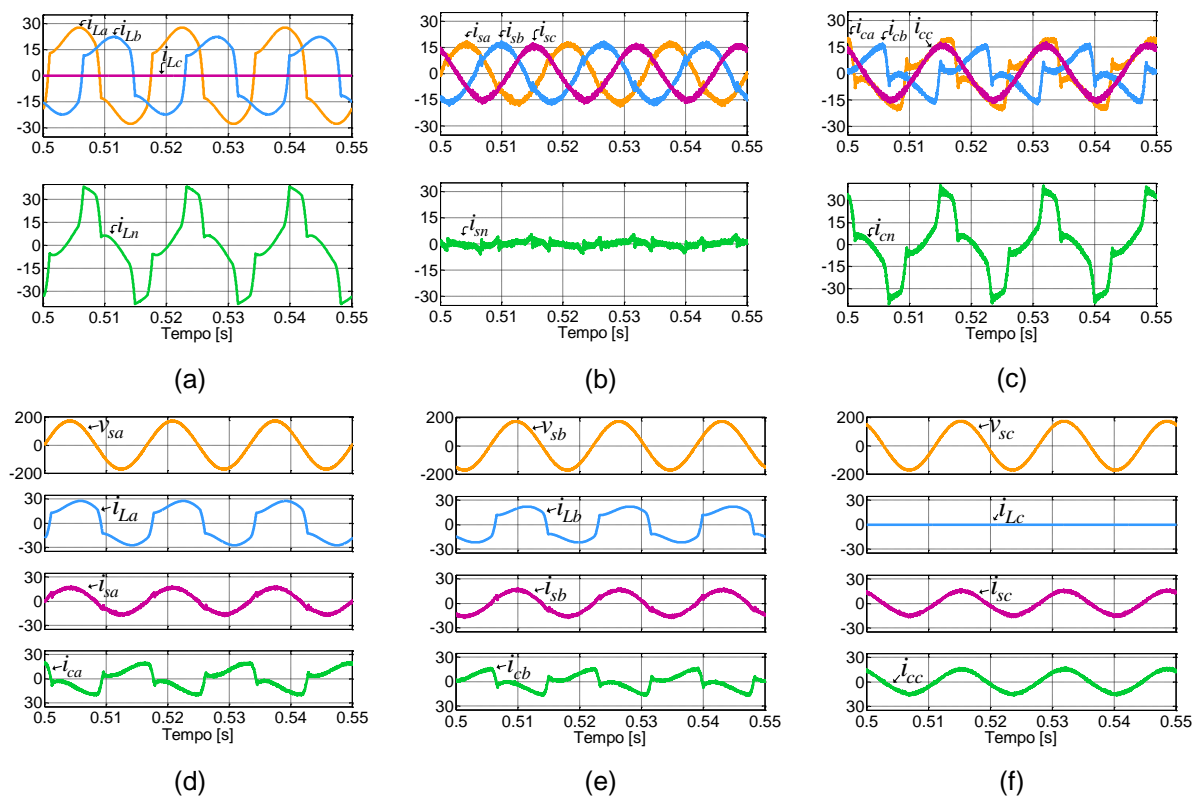 30
15
0
-15
-30
i_La
i_Lb
i_Lc
0.5 0.51 0.52 0.53 0.54 0.55
30
15
0
-15
-30
i_Ln
0.5 0.51 0.52 0.53 0.54 0.55
Tempo [s]
(a)
30
15
0
-15
-30
i_sa i_sb i_sc
0.5 0.51 0.52 0.53 0.54 0.55
30
15
0
-15
-30
i_sn
0.5 0.51 0.52 0.53 0.54 0.55
Tempo [s]
(b)
30
15
0
-15
-30
i_ca i_cb i_cc
0.5 0.51 0.52 0.53 0.54 0.55
30
15
0
-15
-30
i_cn
0.5 0.51 0.52 0.53 0.54 0.55
Tempo [s]
(c)
200
0
-200
v_sa
30
0
-30
i_La
30
0
-30
i_sa
30
0
30
i_ca
0.5 0.51 0.52 0.53 0.54 0.55
Tempo [s]
(d)
200
0
-200
v_sb
30
0
-30
i_Lb
30
0
-30
i_sb
30
0
-30
i_cb
0.5 0.51 0.52 0.53 0.54 0.55
Tempo [s]
(e)
200
0
-200
v_sc
30
0
-30
i_Lc
30
0
-30
i_sc
30
0
-30
i_cc
0.5 0.51 0.52 0.53 0.54 0.55
Tempo [s]
(f)